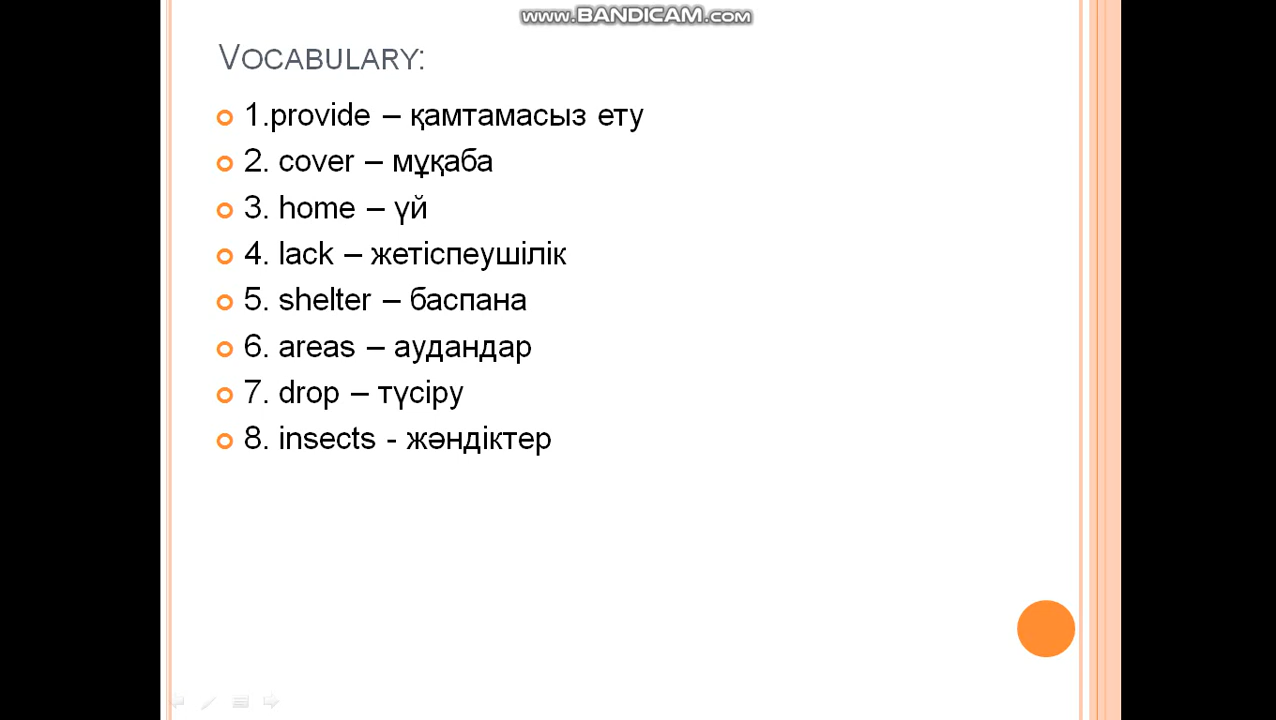 www.BANDICAM.com
VOCABULARY:
1.provide – қамтамасыз ету
2. cover – мұқаба
3. home – үй
4. lack – жетіспеушілік
5. shelter – баспана
6. areas – аудандар
7. drop – түсіру
8. insects - жәндіктер